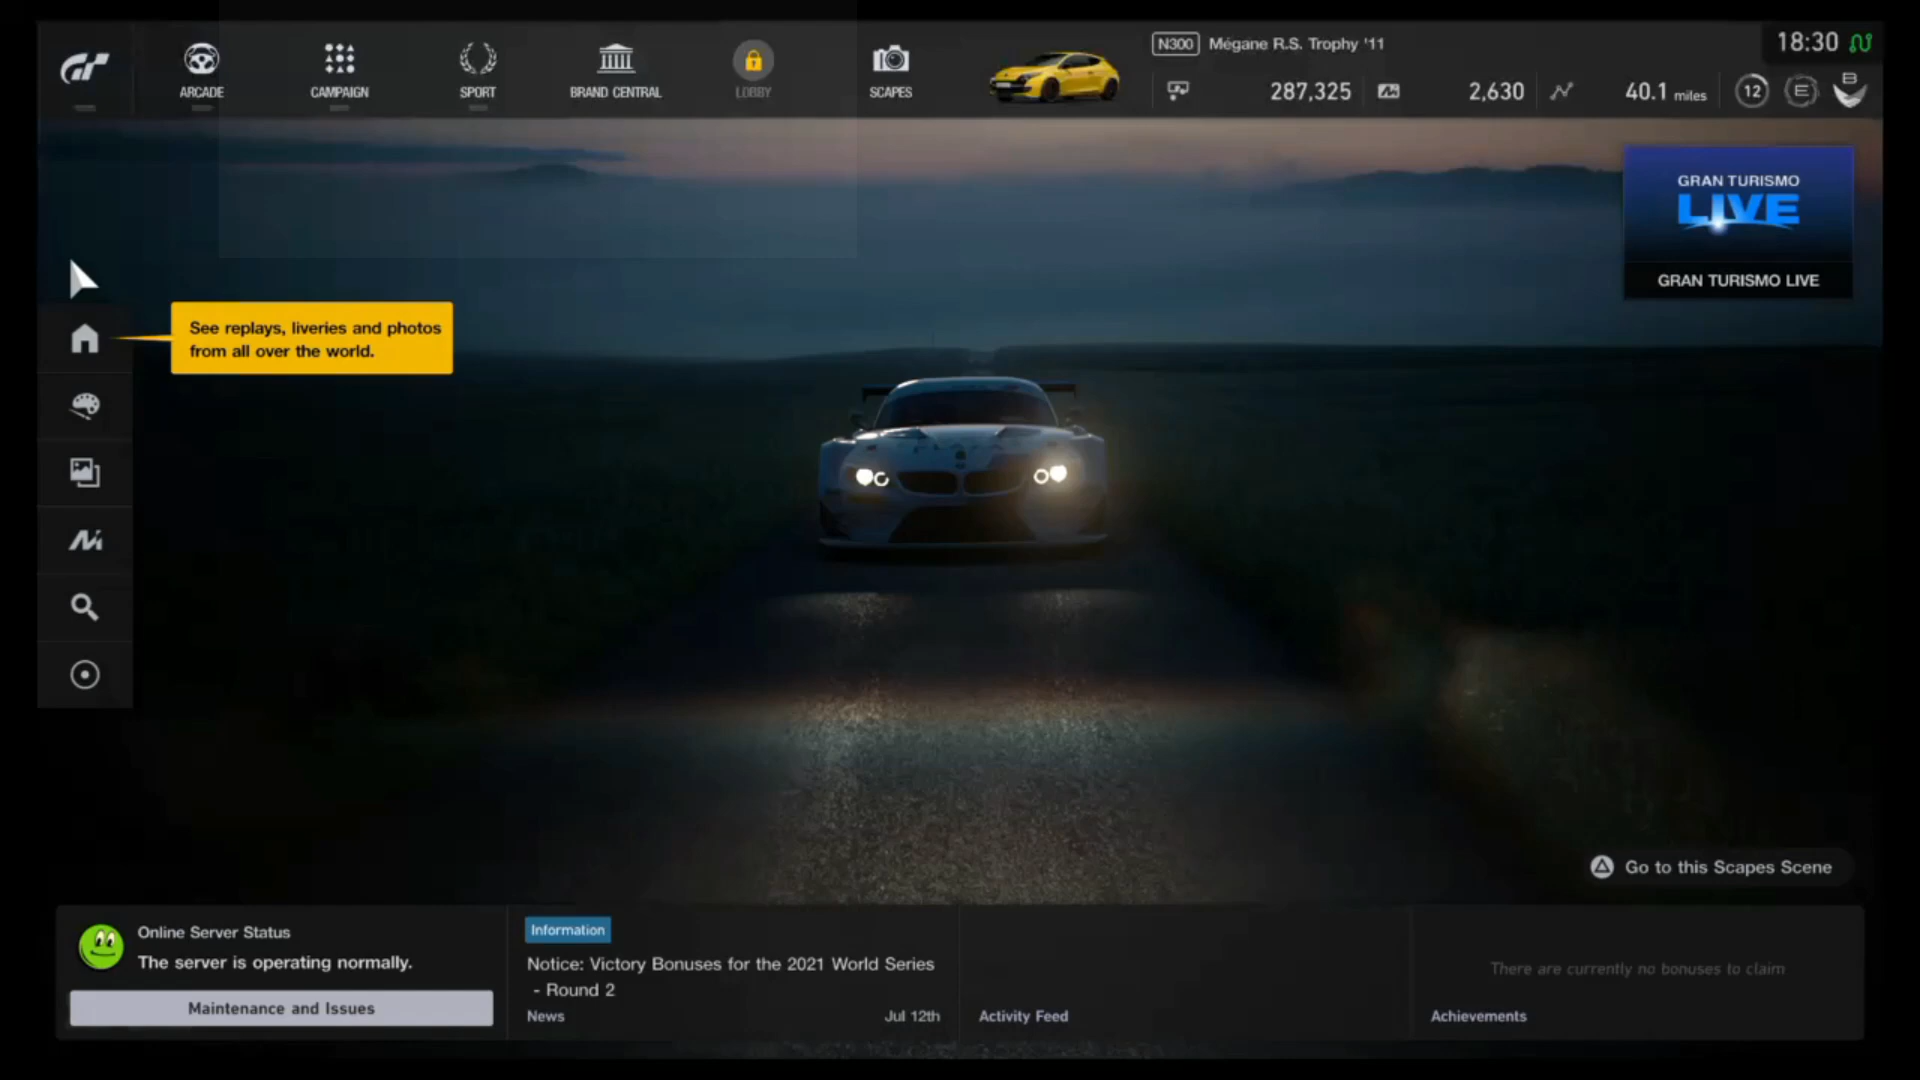 ARCADE
CAMPAIGN
SPORT
BRAND CENTRAL
LOBBY
SCAPES
N300 Mégane R.S. Trophy '11
287,325
2,630
40.1 miles
12
E
B
18:30
GRAN TURISMO
LIVE
GRAN TURISMO LIVE
See replays, liveries and photos
from all over the world.
Go to this Scapes Scene
Online Server Status
The server is operating normally.
Maintenance and Issues
Information
Notice: Victory Bonuses for the 2021 World Series
- Round 2
News
Jul 12th
Activity Feed
There are currently no bonuses to claim
Achievements